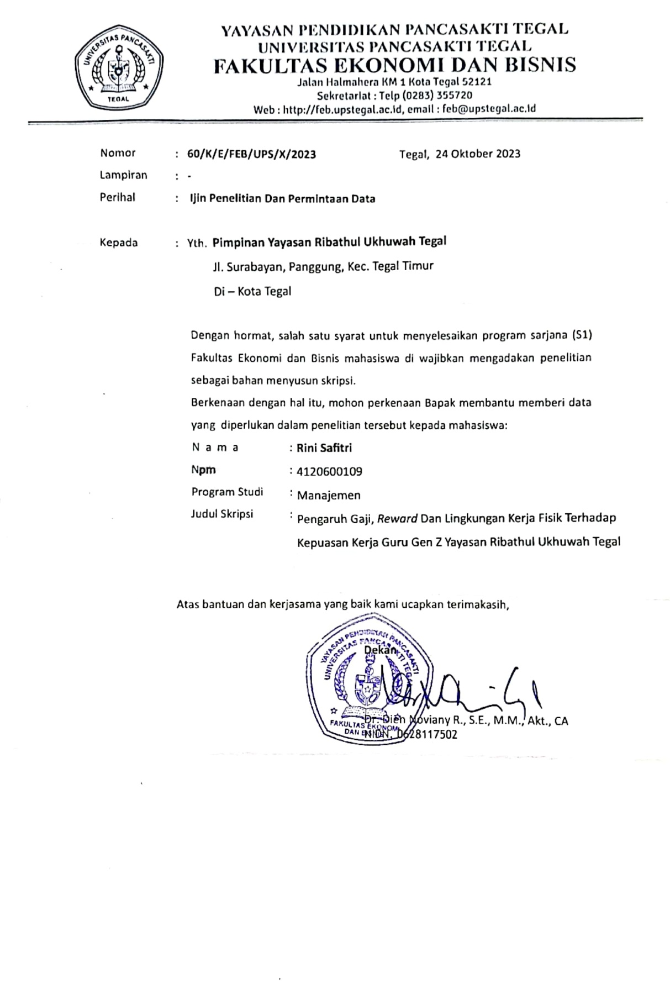 UNIVERSITAS PANCASAKTI
TEGAL
YAYASAN PENDIDIKAN PANCASAKTI TEGAL
UNIVERSITAS PANCASAKTI TEGAL
FAKULTAS EKONOMI DAN BISNIS
Jalan Halmahera KM 1 Kota Tegal 52121
Sekretariat : Telp (0283) 355720
Web : http://feb.upstegal.ac.id, email : feb@upstegal.ac.id
Nomor : 60/K/E/FEB/UPS/X/2023 Tegal, 24 Oktober 2023
Lampiran : -
Perihal : Ijin Penelitian Dan Permintaan Data
Kepada : Yth. Pimpinan Yayasan Ribathul Ukhuwah Tegal
Jl. Surabayan, Panggung, Kec. Tegal Timur
Di – Kota Tegal
Dengan hormat, salah satu syarat untuk menyelesaikan program sarjana (S1)
Fakultas Ekonomi dan Bisnis mahasiswa di wajibkan mengadakan penelitian
sebagai bahan menyusun skripsi.
Berkenaan dengan hal itu, mohon perkenaan Bapak membantu memberi data
yang diperlukan dalam penelitian tersebut kepada mahasiswa:
N a m a : Rini Safitri
Npm : 4120600109
Program Studi : Manajemen
Judul Skripsi : Pengaruh Gaji, Reward Dan Lingkungan Kerja Fisik Terhadap
Kepuasan Kerja Guru Gen Z Yayasan Ribathul Ukhuwah Tegal
Atas bantuan dan kerjasama yang baik kami ucapkan terimakasih,
YAYASAN PENDIDIKAN PANCASAKTI
UNIVERSITAS PANCASAKTI TEGAL
Dekan
FAKULTAS EKONOMI
DAN BISNIS
Dr. Dien Noviany R., S.E., M.M., Akt., CA
NIDN. 0628117502